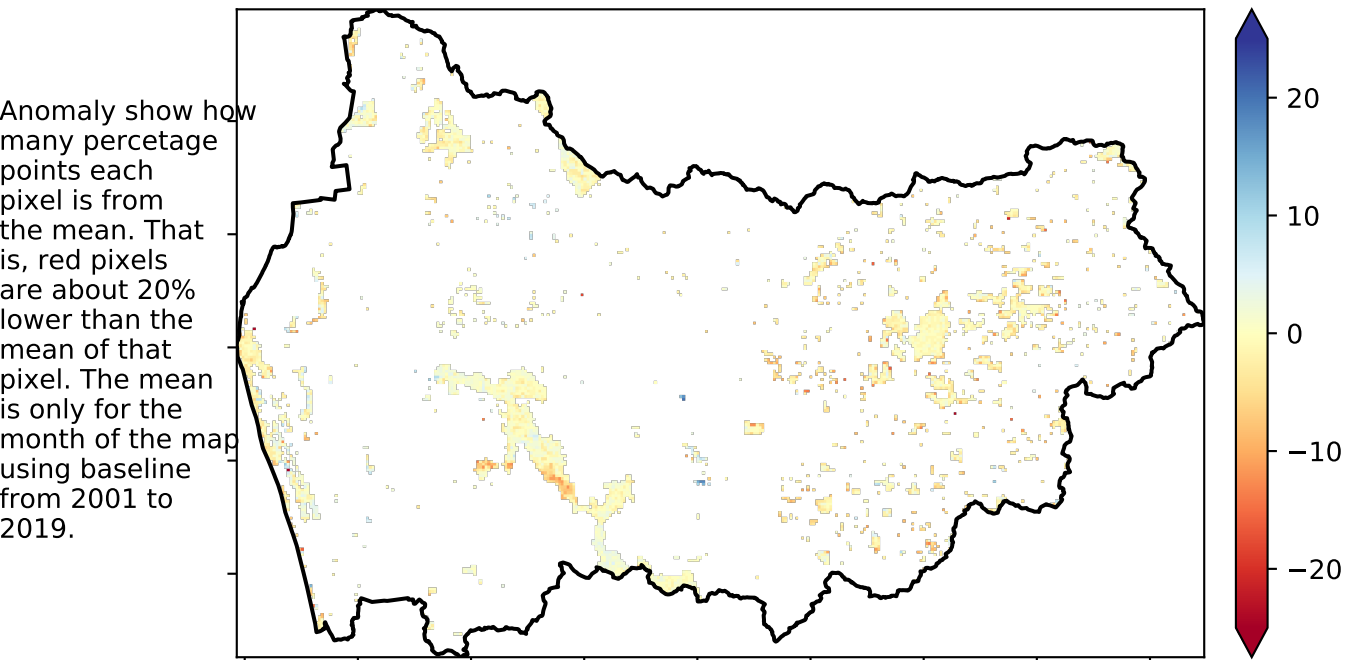 Anomaly show how
many percetage
points each
pixel is from
the mean. That
is, red pixels
are about 20%
lower than the
mean of that
pixel. The mean
is only for the
month of the map
using baseline
from 2001 to
2019.
20
10
0
−10
−20